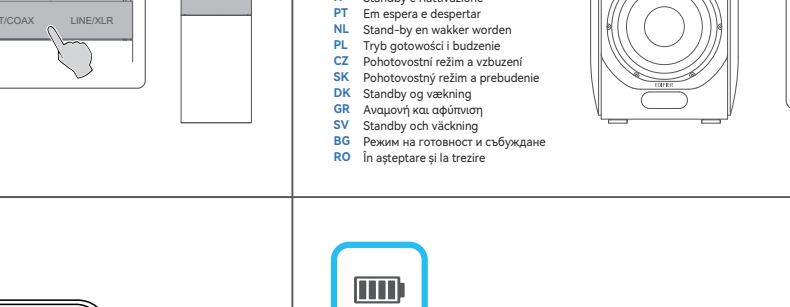 T/COAX LINE/XLR
PT Em espera e despertar
NL Stand-by en wakker worden
PL Tryb gotowości i budzenie
CZ Pohotovostní režim a vzbuzení
SK Pohotovostný režim a prebudenie
DK Standby og vækning
GR Αναμονή και αφύπνιση
SV Standby och väckning
BG Режим на готовност и събуждане
RO În așteptare și la trezire
EDIFIER